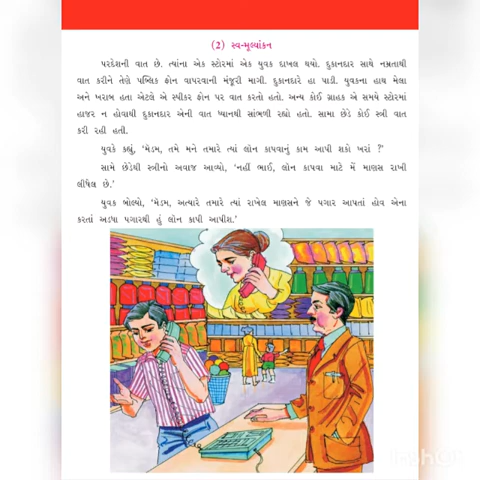 (2) સ્વ-મૂલ્યાંકન
પરદેશની વાત છે. ત્યાંના એક સ્ટોરમાં એક યુવક દાખલ થયો. દુકાનદાર સાથે નમ્રતાથી
વાત કરીને તેણે પબ્લિક ફોન વાપરવાની મંજૂરી માગી. દુકાનદારે હા પાડી. યુવકના હાથ મેલા
અને ખરાબ હતા એટલે એ સ્પીકર ફોન પર વાત કરતો હતો. અન્ય કોઈ ગ્રાહક એ સમયે સ્ટોરમાં
હાજર ન હોવાથી દુકાનદાર એની વાત ધ્યાનથી સાંભળી રહ્યો હતો. સામા છેડે કોઈ સ્ત્રી વાત
કરી રહી હતી.
યુવકે કહ્યું, ‘મેડમ, તમે મને તમારે ત્યાં લોન કાપવાનું કામ આપી શકો ખરાં ?’
સામે છેડેથી સ્ત્રીનો અવાજ આવ્યો, ‘નહીં ભાઈ, લોન કાપવા માટે મેં માણસ રાખી
લીધેલ છે.’
યુવક બોલ્યો, ‘મેડમ, અત્યારે તમારે ત્યાં રાખેલ માણસને જે પગાર આપતાં હોવ એના
કરતાં અડધા પગારથી હું લોન કાપી આપીશ.’